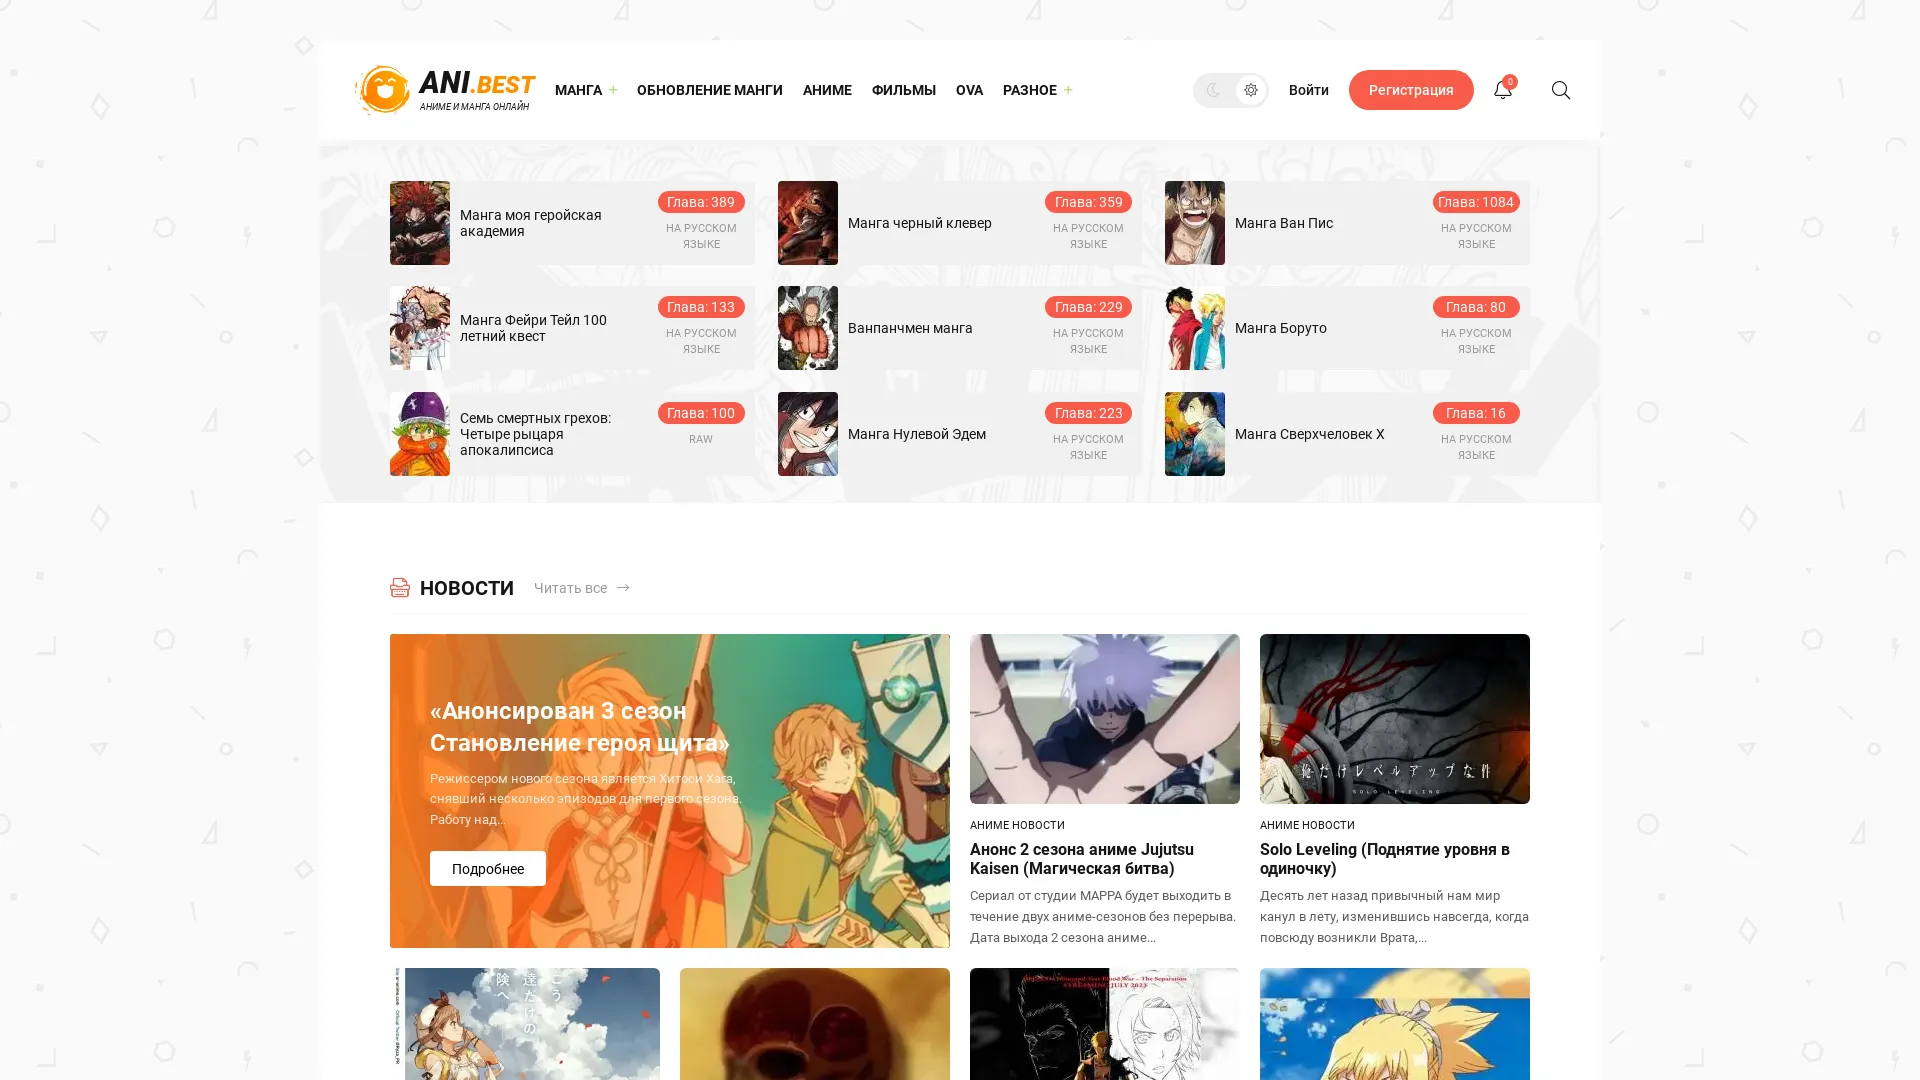 ANI.BEST
АНИМЕ И МАНГА ОНЛАЙН
МАНГА +
ОБНОВЛЕНИЕ МАНГИ
АНИМЕ
ФИЛЬМЫ
OVA
РАЗНОЕ +
Войти
Регистрация
0
Манга моя геройская
академия
Глава: 389
НА РУССКОМ
ЯЗЫКЕ
Манга черный клевер
Глава: 359
НА РУССКОМ
ЯЗЫКЕ
Манга Ван Пис
Глава: 1084
НА РУССКОМ
ЯЗЫКЕ
Манга Фейри Тейл 100
летний квест
Глава: 133
НА РУССКОМ
ЯЗЫКЕ
Ванпанчмен манга
Глава: 229
НА РУССКОМ
ЯЗЫКЕ
Манга Боруто
Глава: 80
НА РУССКОМ
ЯЗЫКЕ
Семь смертных грехов:
Четыре рыцаря
апокалипсиса
Глава: 100
RAW
Манга Нулевой Эдем
Глава: 223
НА РУССКОМ
ЯЗЫКЕ
Манга Сверхчеловек X
Глава: 16
НА РУССКОМ
ЯЗЫКЕ
НОВОСТИ
Читать все →
«Анонсирован 3 сезон
Становление героя щита»
Режиссером нового сезона является Хитоси Хага,
снявший несколько эпизодов для первого сезона.
Работу над...
Подробнее
АНИМЕ НОВОСТИ
Анонс 2 сезона аниме Jujutsu
Kaisen (Магическая битва)
Сериал от студии MAPPA будет выходить в
течение двух аниме-сезонов без перерыва.
Дата выхода 2 сезона аниме...
俺だけレベルアップな件
SOLO LEVELING
АНИМЕ НОВОСТИ
Solo Leveling (Поднятие уровня в
одиночку)
Десять лет назад привычный нам мир
канул в лету, изменившись навсегда, когда
повсюду возникли Врата,...
STREAMING JULY 2023